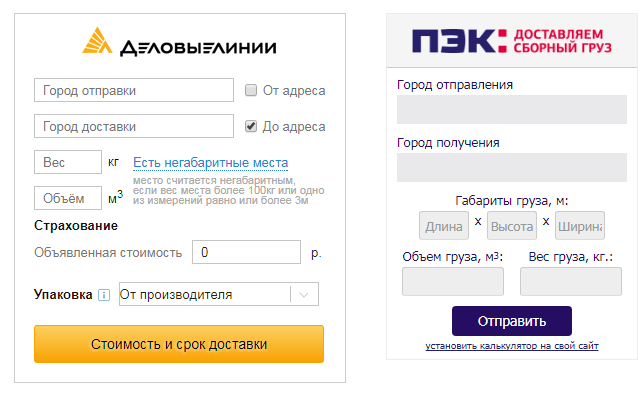 ДЕЛОВЫЕЛИНИИ
Город отправки
От адреса
Город доставки
До адреса
Вес
кг
Есть негабаритные места
место считается негабаритным,
если вес места более 100кг или одно
из измерений равно или более 3м
Объём
м³
Страхование
Объявленная стоимость
0
р.
Упаковка
i
От производителя
Стоимость и срок доставки
ПЭК:
ДОСТАВЛЯЕМ
СБОРНЫЙ ГРУЗ
Город отправления
Город получения
Габариты груза, м:
Длина x Высота x Ширина
Объем груза, м³:
Вес груза, кг.:
Отправить
установить калькулятор на свой сайт